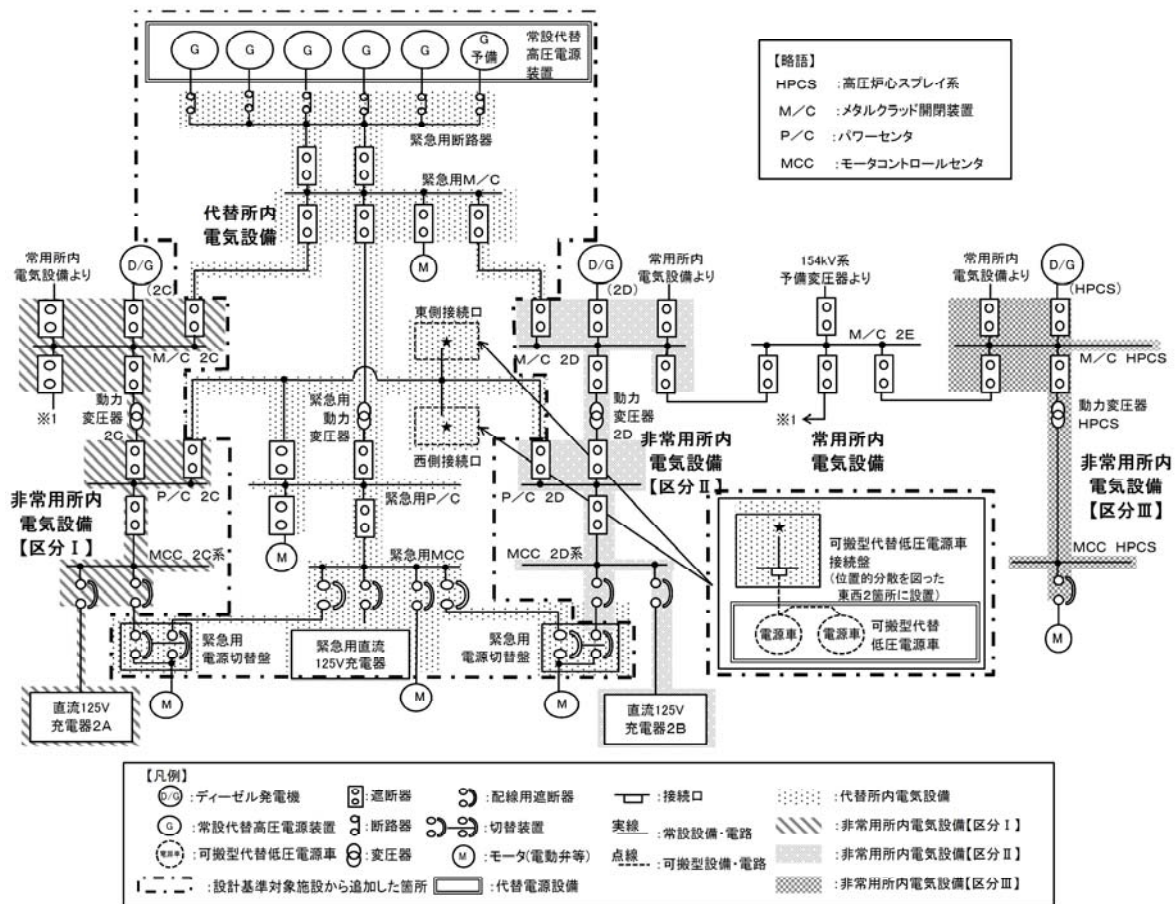 G
G
G
G
G
G
予備
常設代替
高圧電源
装置
緊急用断路器
緊急用M/C
代替所内
電気設備
M
【略語】
HPCS :高圧炉心スプレイ系
M/C :メタルクラッド開閉装置
P/C :パワーセンタ
MCC :モータコントロールセンタ
常用所内
電気設備より
D/G
(2C)
M/C 2C
※1
動力
変圧器
2C
P/C 2C
非常用所内
電気設備
【区分Ⅰ】
MCC 2C系
緊急用
電源切替盤
M
直流125V
充電器2A
東側接続口
★
★
西側接続口
緊急用
動力
変圧器
緊急用P/C
M
緊急用MCC
緊急用直流
125V充電器
M
D/G
(2D)
常用所内
電気設備より
M/C 2D
動力
変圧器
2D
非常用所内
電気設備
【区分Ⅱ】
P/C 2D
MCC 2D系
緊急用
電源切替盤
M
直流125V
充電器2B
154kV系
予備変圧器より
M/C 2E
※1
常用所内
電気設備
常用所内
電気設備より
D/G
(HPCS)
M/C HPCS
動力変圧器
HPCS
非常用所内
電気設備
【区分Ⅲ】
MCC HPCS
M
★
可搬型代替低圧電源車
接続盤
(位置的分散を図った
東西2箇所に設置)
電源車
電源車
可搬型代替
低圧電源車
【凡例】
D/G :ディーゼル発電機
:遮断器
:配線用遮断器
:接続口
:代替所内電気設備
G :常設代替高圧電源装置
:断路器
:切替装置
実線 :常設設備・電路
:非常用所内電気設備【区分Ⅰ】
電源車 :可搬型代替低圧電源車
:変圧器
M :モータ(電動弁等)
点線 :可搬型設備・電路
:非常用所内電気設備【区分Ⅱ】
:設計基準対象施設から追加した箇所
:代替電源設備
:非常用所内電気設備【区分Ⅲ】